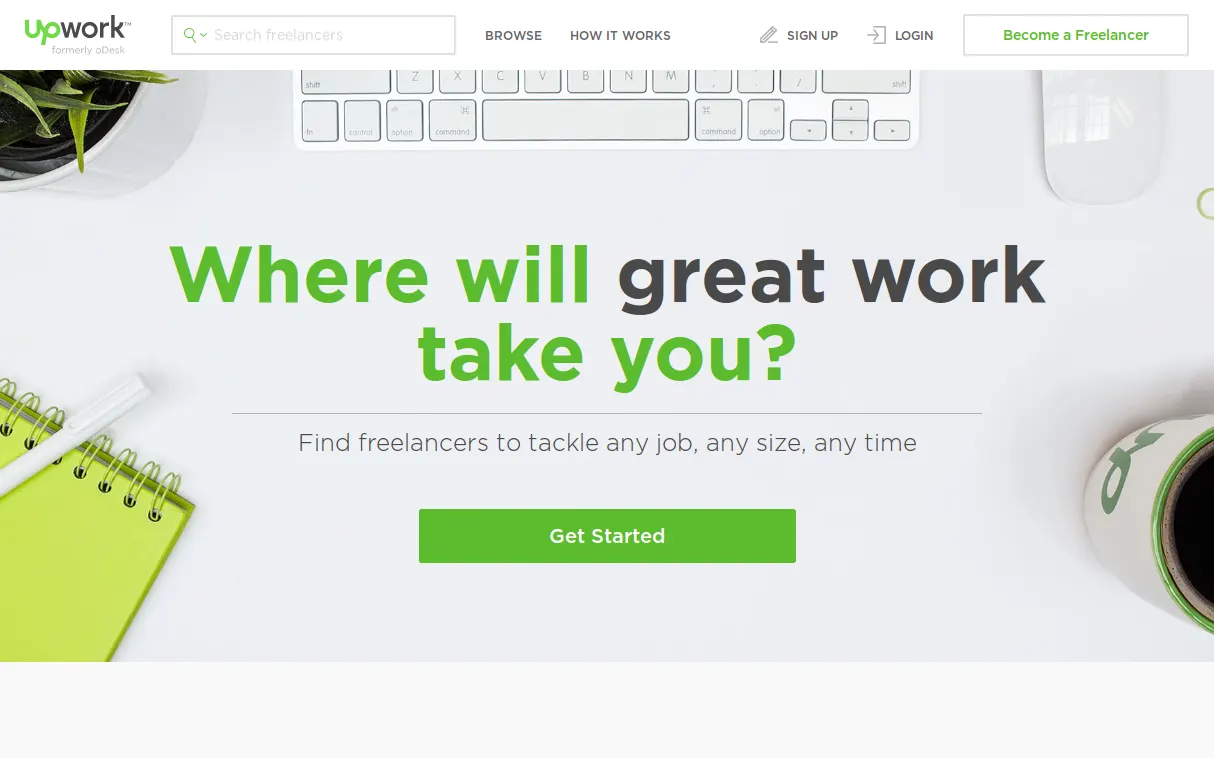 upwork™
formerly oDesk
Search freelancers
BROWSE
HOW IT WORKS
SIGN UP
LOGIN
Become a Freelancer
shift Z X C V B N M , . / shift
fn control alt option ⌘ command ⌘ command alt option
Where will great work
take you?
Find freelancers to tackle any job, any size, any time
Get Started